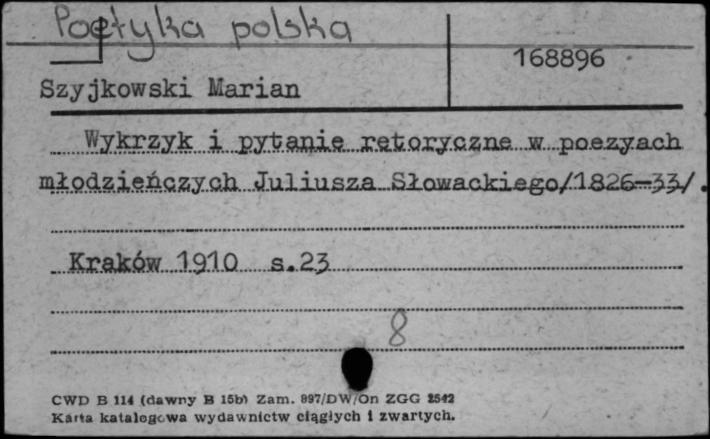 Poetyka polska
168896
Szyjkowski Marian
Wykrzyk i pytanie retoryczne w poezyach
młodzieńczych Juliusza Słowackiego/1826-33/.
Kraków 1910 s.23
8
CWD B 114 (dawny B 15b) Zam. 897/DW/On ZGG 2542
Karta katalogowa wydawnictw ciągłych i zwartych.